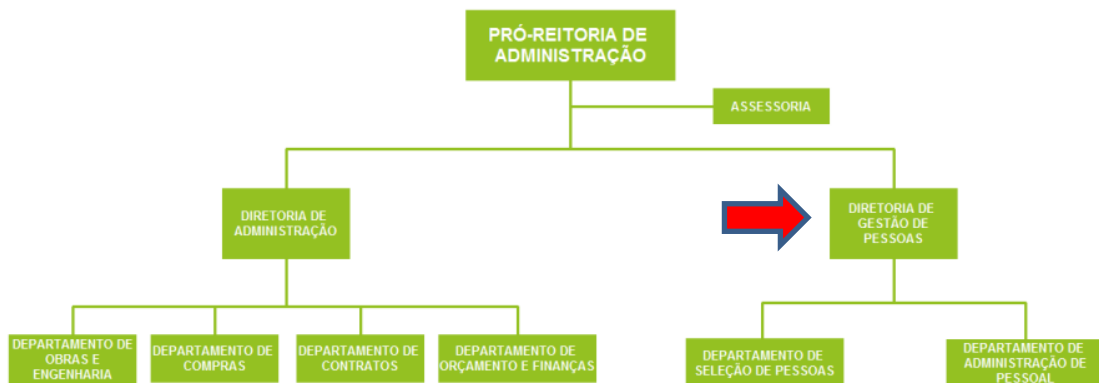 PRÓ-REITORIA DE
ADMINISTRAÇÃO
ASSESSORIA
DIRETORIA DE
ADMINISTRAÇÃO
DIRETORIA DE
GESTÃO DE
PESSOAS
DEPARTAMENTO DE
OBRAS E
ENGENHARIA
DEPARTAMENTO DE
COMPRAS
DEPARTAMENTO DE
CONTRATOS
DEPARTAMENTO DE
ORÇAMENTO E FINANÇAS
DEPARTAMENTO DE
SELEÇÃO DE PESSOAS
DEPARTAMENTO DE
ADMINISTRAÇÃO DE
PESSOAL